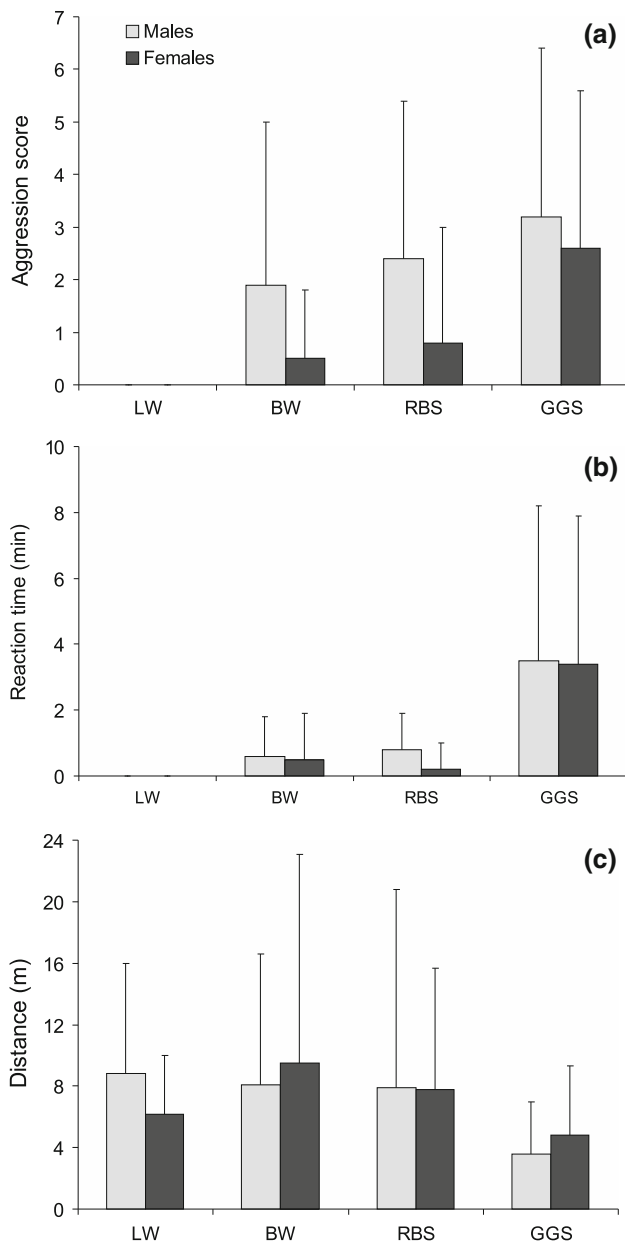 (a)
Males
Females
Aggression score
7
6
5
4
3
2
1
0
LW BW RBS GGS
(b)
Reaction time (min)
10
8
6
4
2
0
LW BW RBS GGS
(c)
Distance (m)
24
20
16
12
8
4
0
LW BW RBS GGS